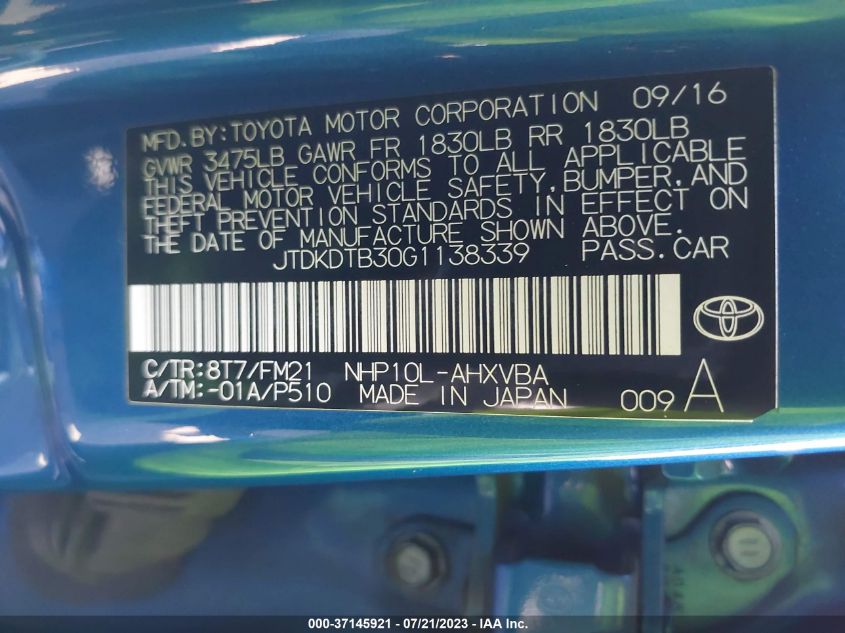 MFD.BY:TOYOTA MOTOR CORPORATION 09/16
GVWR 3475LB GAWR FR 1830LB RR 1830LB
THIS VEHICLE CONFORMS TO ALL APPLICABLE
FEDERAL MOTOR VEHICLE SAFETY,BUMPER,AND
THEFT PREVENTION STANDARDS IN EFFECT ON
THE DATE OF MANUFACTURE SHOWN ABOVE.
JTDKDTB30G1138339 PASS.CAR
C/TR:8T7/FM21 NHP10L-AHXVBA
A/TM:-01A/P510 MADE IN JAPAN 009 A
000-37145921 - 07/21/2023 - IAA Inc.